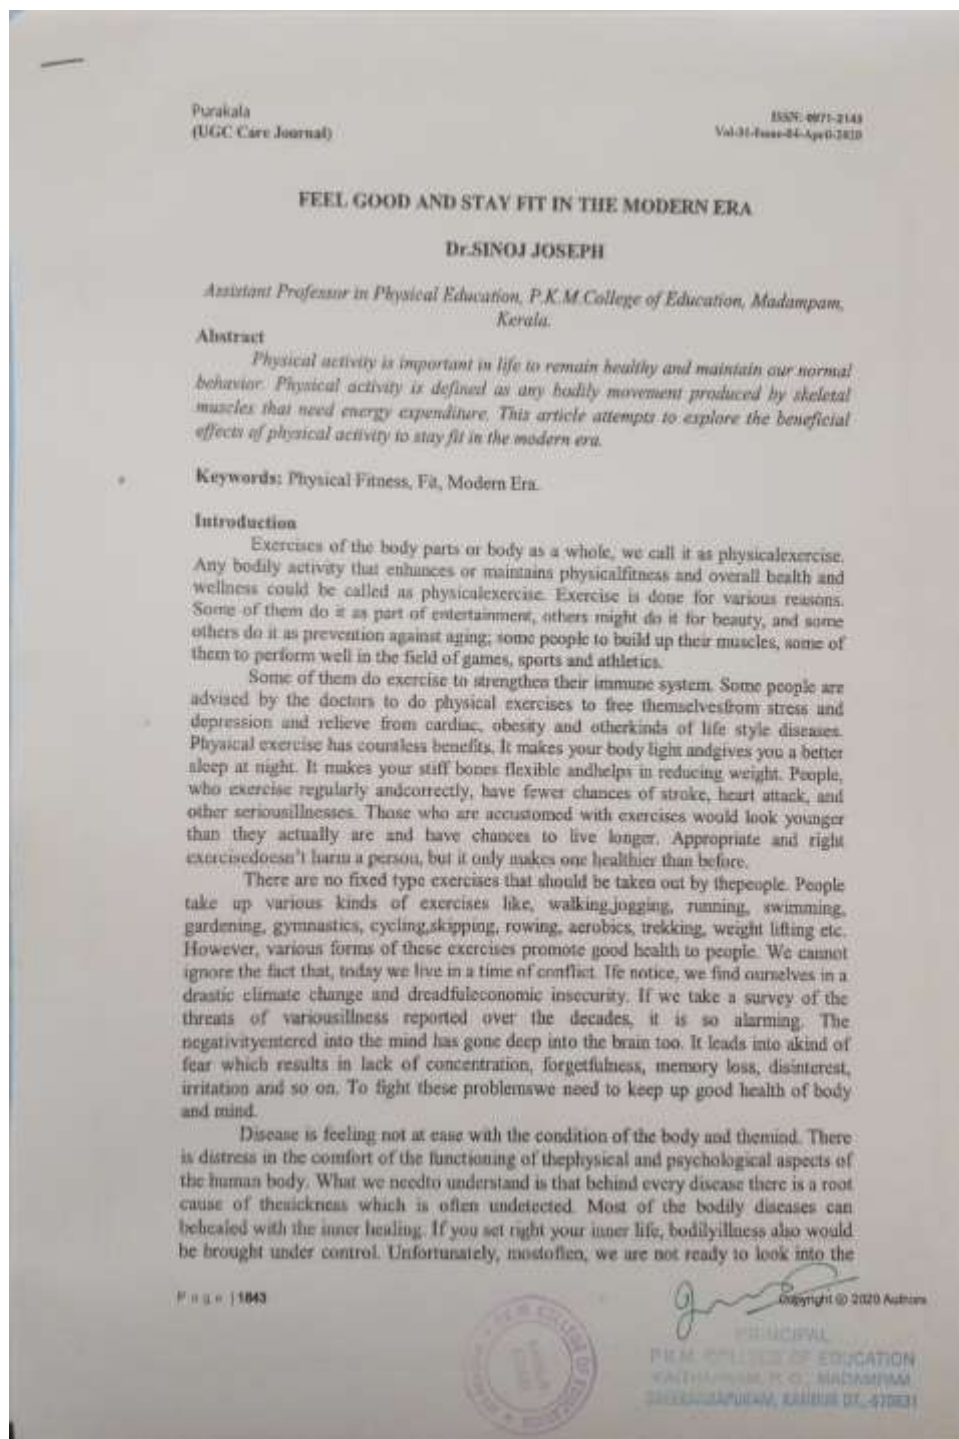 Purakala
(UGC Care Journal)
ISSN: 0971-2143
Vol-31-Issue-04-April-2020
FEEL GOOD AND STAY FIT IN THE MODERN ERA
Dr.SINOJ JOSEPH
Assistant Professor in Physical Education, P.K.M.College of Education, Madampam,
Kerala.
Abstract
Physical activity is important in life to remain healthy and maintain our normal
behavior. Physical activity is defined as any bodily movement produced by skeletal
muscles that need energy expenditure. This article attempts to explore the beneficial
effects of physical activity to stay fit in the modern era.
Keywords: Physical Fitness, Fit, Modern Era.
Introduction
Exercises of the body parts or body as a whole, we call it as physicalexercise.
Any bodily activity that enhances or maintains physicalfitness and overall health and
wellness could be called as physicalexercise. Exercise is done for various reasons.
Some of them do it as part of entertainment, others might do it for beauty, and some
others do it as prevention against aging; some people to build up their muscles, some of
them to perform well in the field of games, sports and athletics.
Some of them do exercise to strengthen their immune system. Some people are
advised by the doctors to do physical exercises to free themselvesfrom stress and
depression and relieve from cardiac, obesity and otherkinds of life style diseases.
Physical exercise has countless benefits. It makes your body light andgives you a better
sleep at night. It makes your stiff bones flexible andhelps in reducing weight. People,
who exercise regularly andcorrectly, have fewer chances of stroke, heart attack, and
other seriousillnesses. Those who are accustomed with exercises would look younger
than they actually are and have chances to live longer. Appropriate and right
exercisedoesn't harm a person, but it only makes one healthier than before.
There are no fixed type exercises that should be taken out by thepeople. People
take up various kinds of exercises like, walking,jogging, running, swimming,
gardening, gymnastics, cycling,skipping, rowing, aerobics, trekking, weight lifting etc.
However, various forms of these exercises promote good health to people. We cannot
ignore the fact that, today we live in a time of conflict. Ife notice, we find ourselves in a
drastic climate change and dreadfuleconomic insecurity. If we take a survey of the
threats of variousillness reported over the decades, it is so alarming. The
negativityentered into the mind has gone deep into the brain too. It leads into akind of
fear which results in lack of concentration, forgetfulness, memory loss, disinterest,
irritation and so on. To fight these problemswe need to keep up good health of body
and mind.
Disease is feeling not at ease with the condition of the body and themind. There
is distress in the comfort of the functioning of thephysical and psychological aspects of
the human body. What we needto understand is that behind every disease there is a root
cause of thesickness which is often undetected. Most of the bodily diseases can
behealed with the inner healing. If you set right your inner life, bodilyillness also would
be brought under control. Unfortunately, mostoften, we are not ready to look into the
Page | 1843
Copyright © 2020 Authors
PRINCIPAL
P.K.M. COLLEGE OF EDUCATION
MADAMPAM
KANNUR DT.-670631